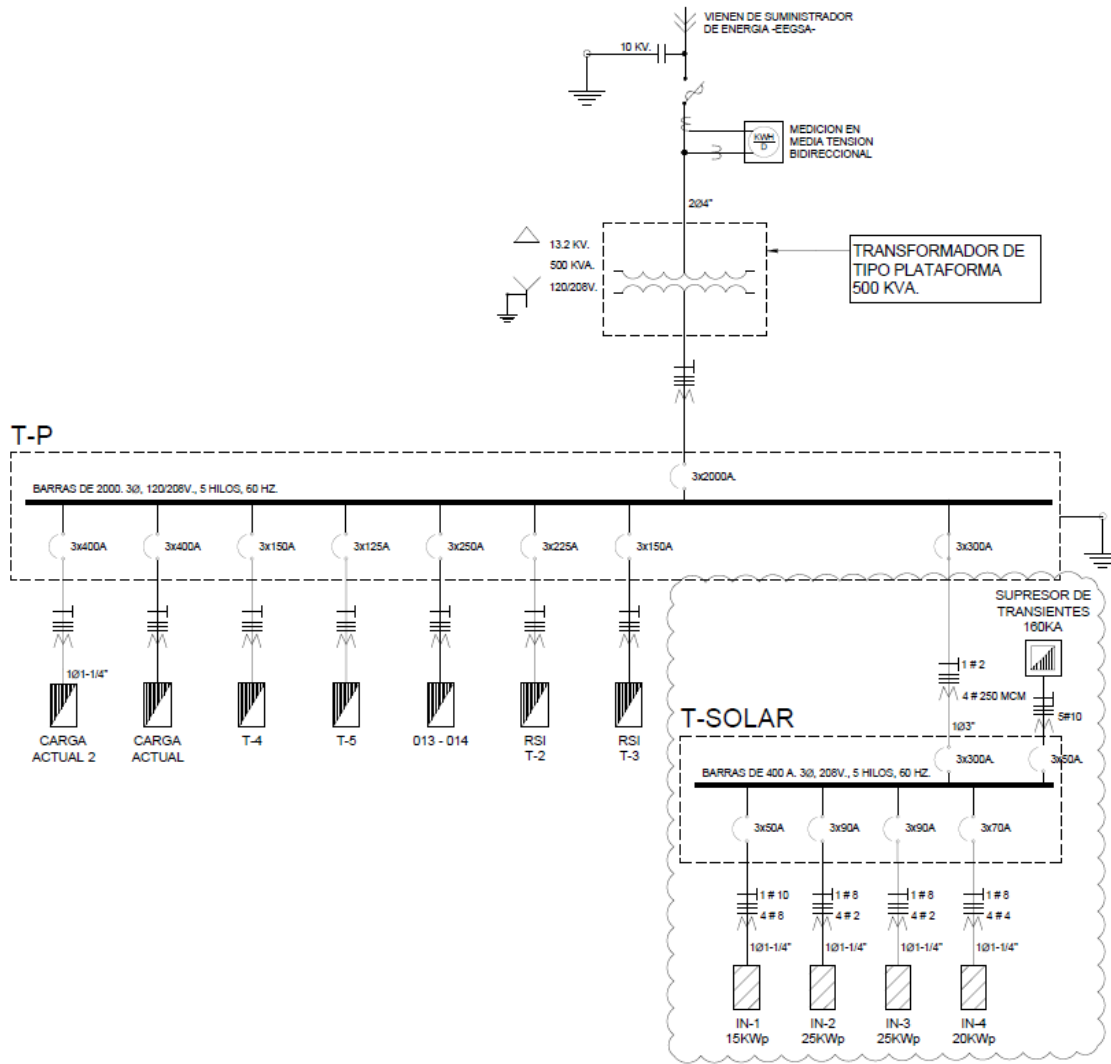 VIENEN DE SUMINISTRADOR
DE ENERGIA -EEGSA-
10 KV.
KWH
D
MEDICION EN
MEDIA TENSION
BIDIRECCIONAL
2Ø4"
13.2 KV.
500 KVA.
120/208V.
TRANSFORMADOR DE
TIPO PLATAFORMA
500 KVA.
T-P
3x2000A.
BARRAS DE 2000. 3Ø, 120/208V., 5 HILOS, 60 HZ.
3x400A
3x400A
3x150A
3x125A
3x250A
3x225A
3x150A
3x300A
SUPRESOR DE
TRANSIENTES
160KA
1Ø1-1/4"
1 # 2
4 # 250 MCM
5#10
1Ø3"
CARGA
ACTUAL 2
CARGA
ACTUAL
T-4
T-5
013 - 014
RSI
T-2
RSI
T-3
T-SOLAR
3x300A.
3x50A.
BARRAS DE 400 A. 3Ø, 208V., 5 HILOS, 60 HZ.
3x50A
3x90A
3x90A
3x70A
1 # 10
4 # 8
1 # 8
4 # 2
1 # 8
4 # 2
1 # 8
4 # 4
1Ø1-1/4"
1Ø1-1/4"
1Ø1-1/4"
1Ø1-1/4"
IN-1
15KWp
IN-2
25KWp
IN-3
25KWp
IN-4
20KWp